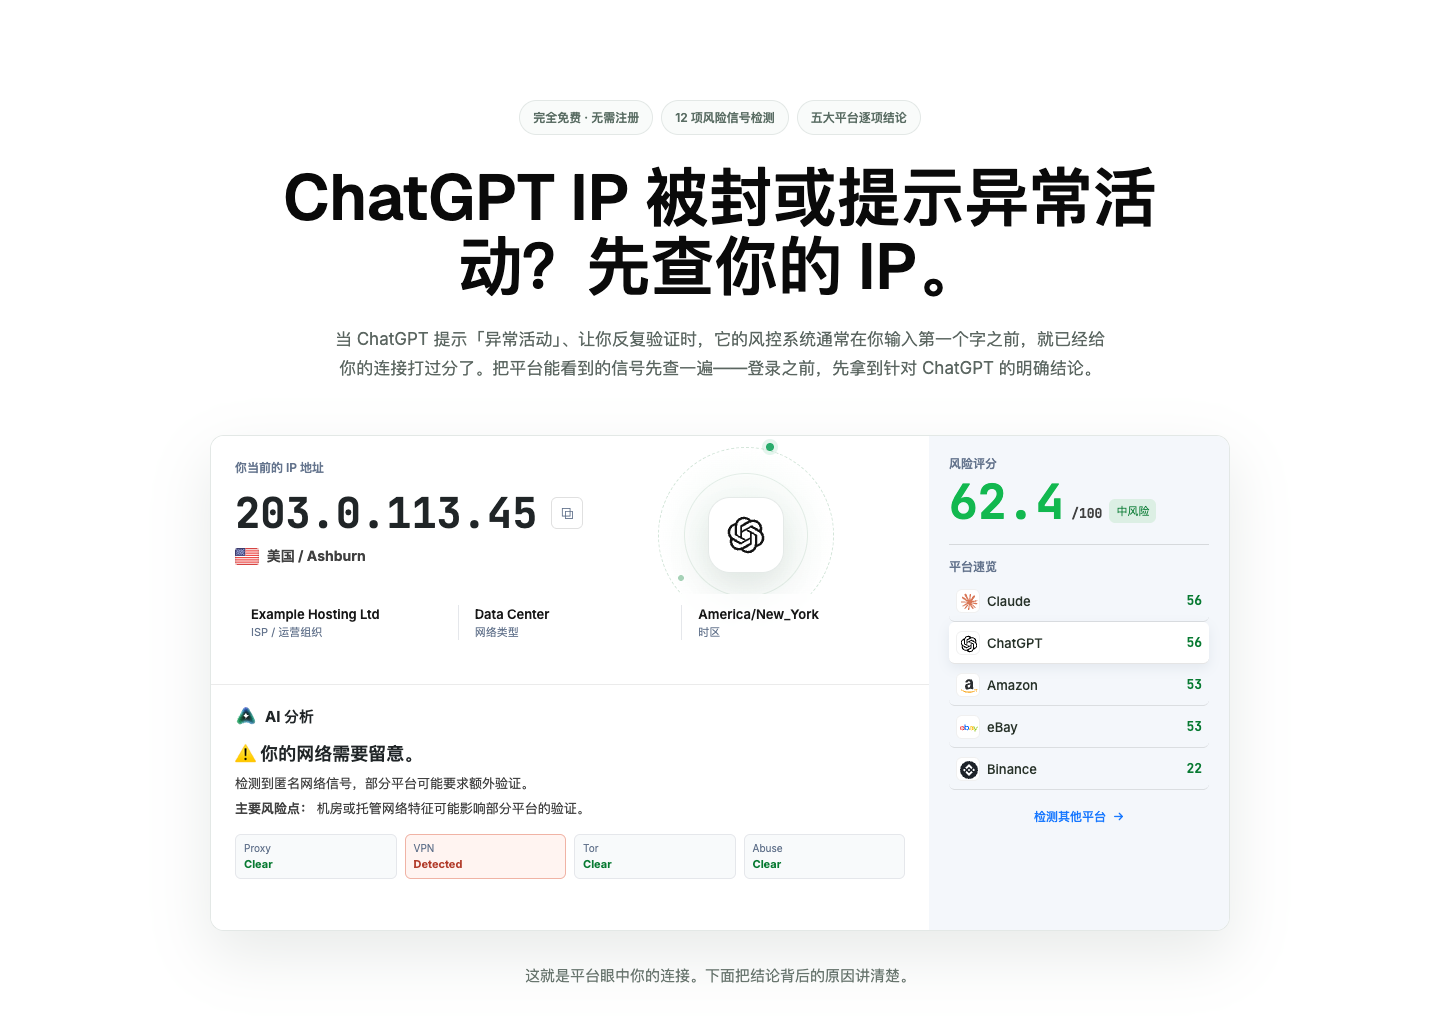 完全免费 · 无需注册
12 项风险信号检测
五大平台逐项结论
ChatGPT IP 被封或提示异常活
动？先查你的 IP。
当 ChatGPT 提示「异常活动」、让你反复验证时，它的风控系统通常在你输入第一个字之前，就已经给
你的连接打过分了。把平台能看到的信号先查一遍——登录之前，先拿到针对 ChatGPT 的明确结论。
你当前的 IP 地址
203.0.113.45
美国 / Ashburn
Example Hosting Ltd
ISP / 运营组织
Data Center
网络类型
America/New_York
时区
AI 分析
你的网络需要留意。
检测到匿名网络信号，部分平台可能要求额外验证。
主要风险点： 机房或托管网络特征可能影响部分平台的验证。
Proxy
Clear
VPN
Detected
Tor
Clear
Abuse
Clear
风险评分
62.4 /100 中风险
平台速览
Claude 56
ChatGPT 56
a Amazon 53
ebay eBay 53
Binance 22
检测其他平台 →
这就是平台眼中你的连接。下面把结论背后的原因讲清楚。